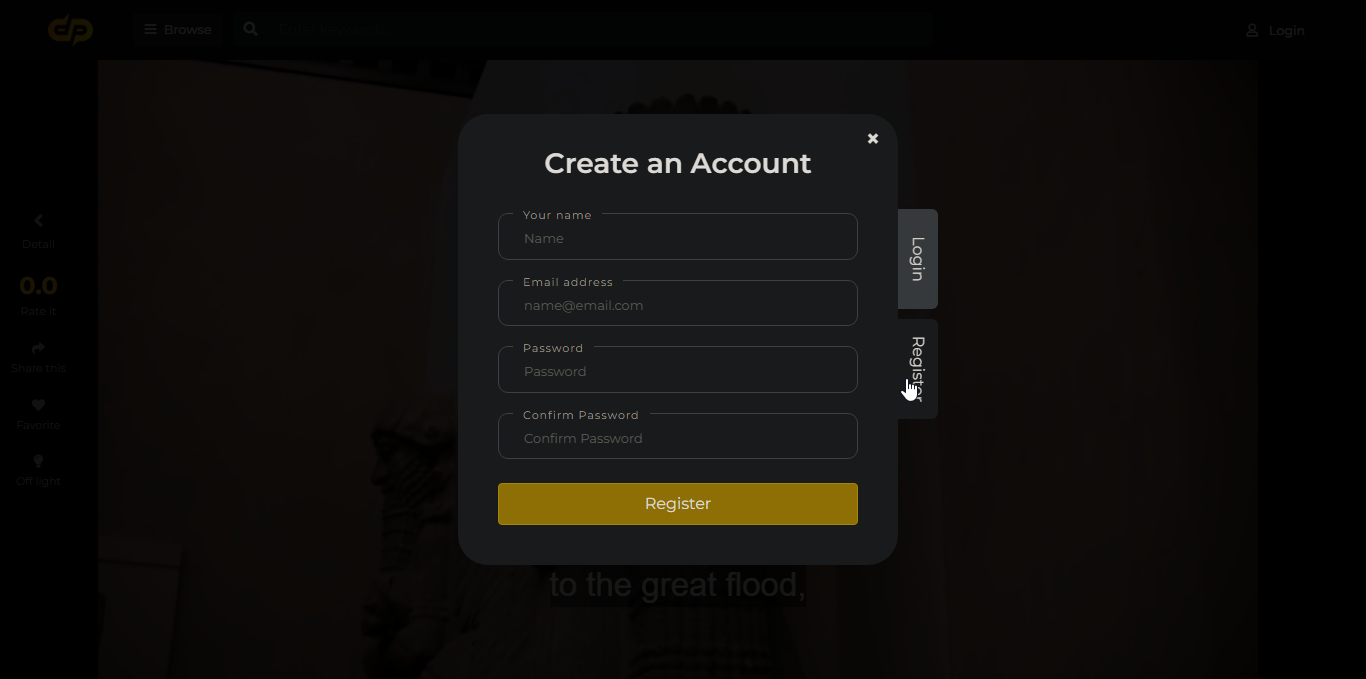 dp
Browse
Login
Create an Account
Your name
Name
Email address
name@email.com
Password
Password
Confirm Password
Confirm Password
Register
Login
Register
Detail
0.0
Rate it
Share this
Favorite
Off light
to the great flood,